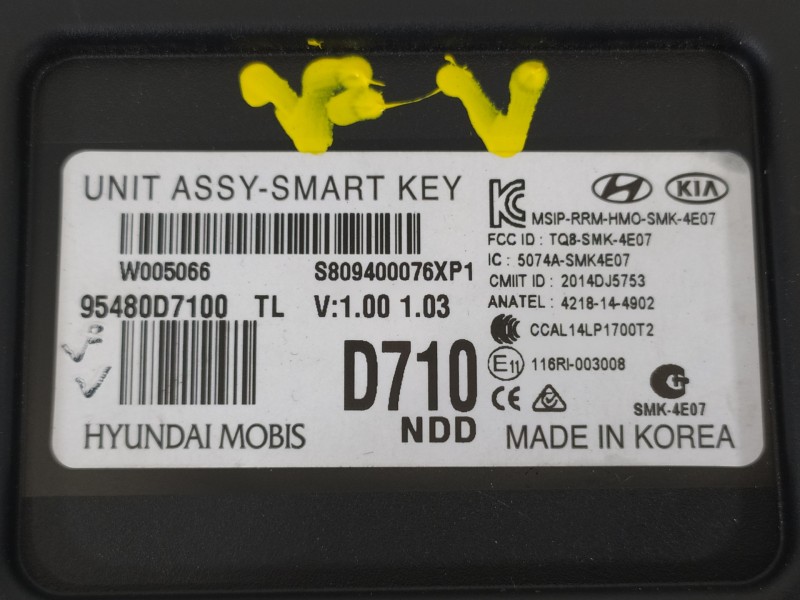 UNIT ASSY-SMART KEY
HYUNDAI KIA
MSIP-RRM-HMO-SMK-4E07
FCC ID : TQ8-SMK-4E07
W005066 S809400076XP1
IC : 5074A-SMK4E07
CMIIT ID : 2014DJ5753
95480D7100 TL V:1.00 1.03
ANATEL : 4218-14-4902
CCAL14LP1700T2
D710
E11 116RI-003008
CE
SMK-4E07
NDD
HYUNDAI MOBIS
MADE IN KOREA